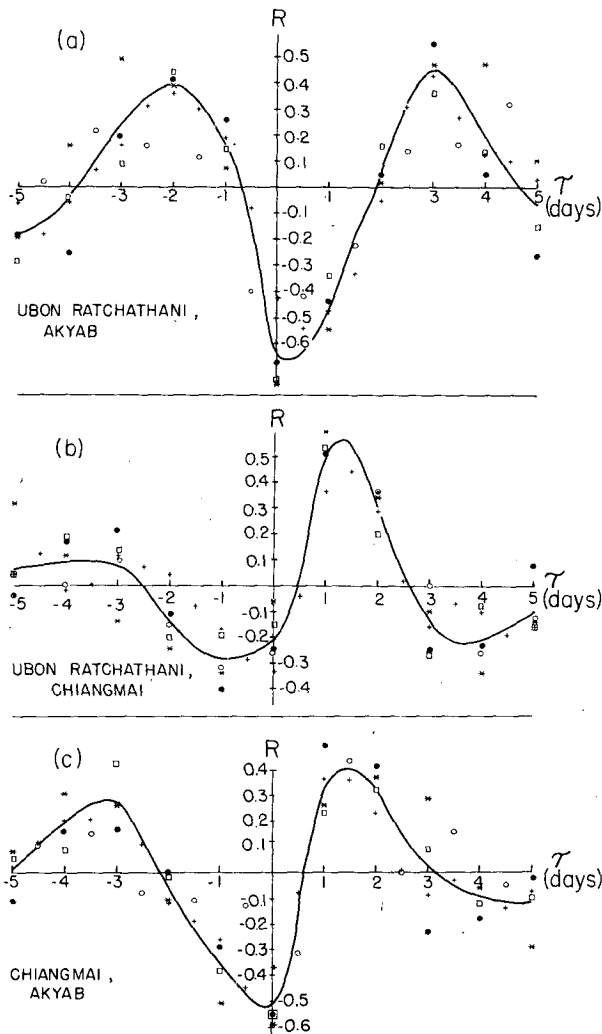 (a)
R
0.5
0.4
0.3
0.2
0.1
-5 -4 -3 -2 -1 0 1 2 3 4 5
τ
(days)
-0.1
-0.2
-0.3
-0.4
-0.5
-0.6
UBON RATCHATHANI,
AKYAB
(b)
R
0.5
0.4
0.3
0.2
0.1
-5 -4 -3 -2 -1 0 1 2 3 4 5
τ
(days)
-0.1
-0.2
-0.3
-0.4
UBON RATCHATHANI,
CHIANGMAI
(c)
R
0.4
0.3
0.2
0.1
-5 -4 -3 -2 -1 0 1 2 3 4 5
τ
(days)
-0.1
-0.2
-0.3
-0.4
-0.5
-0.6
CHIANGMAI,
AKYAB